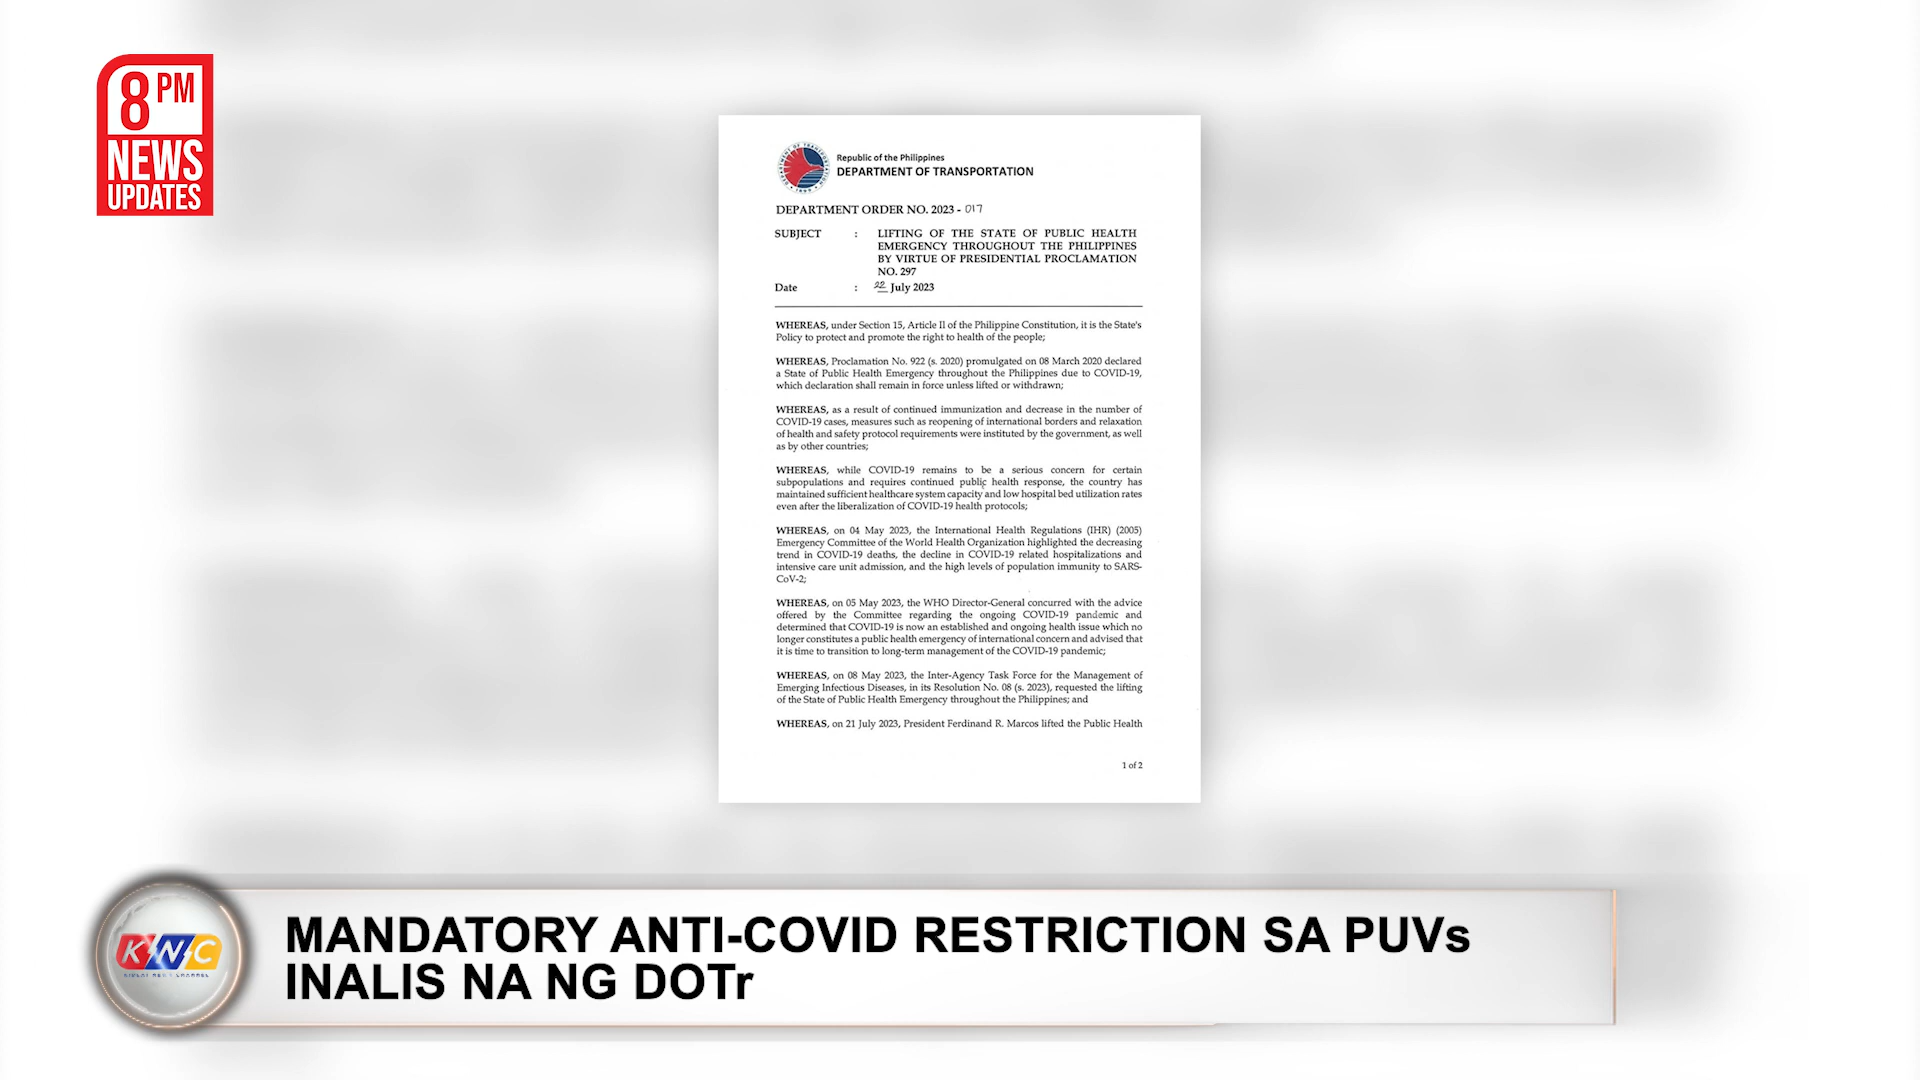 8 PM
NEWS
UPDATES
Republic of the Philippines
DEPARTMENT OF TRANSPORTATION
DEPARTMENT ORDER NO. 2023 - 017
SUBJECT : LIFTING OF THE STATE OF PUBLIC HEALTH
EMERGENCY THROUGHOUT THE PHILIPPINES
BY VIRTUE OF PRESIDENTIAL PROCLAMATION
NO. 297
Date : 22 July 2023
WHEREAS, under Section 15, Article II of the Philippine Constitution, it is the State's
Policy to protect and promote the right to health of the people;
WHEREAS, Proclamation No. 922 (s. 2020) promulgated on 08 March 2020 declared
a State of Public Health Emergency throughout the Philippines due to COVID-19,
which declaration shall remain in force unless lifted or withdrawn;
WHEREAS, as a result of continued immunization and decrease in the number of
COVID-19 cases, measures such as reopening of international borders and relaxation
of health and safety protocol requirements were instituted by the government, as well
as by other countries;
WHEREAS, while COVID-19 remains to be a serious concern for certain
subpopulations and requires continued public health response, the country has
maintained sufficient healthcare system capacity and low hospital bed utilization rates
even after the liberalization of COVID-19 health protocols;
WHEREAS, on 04 May 2023, the International Health Regulations (IHR) (2005)
Emergency Committee of the World Health Organization highlighted the decreasing
trend in COVID-19 deaths, the decline in COVID-19 related hospitalizations and
intensive care unit admission, and the high levels of population immunity to SARS-
CoV-2;
WHEREAS, on 05 May 2023, the WHO Director-General concurred with the advice
offered by the Committee regarding the ongoing COVID-19 pandemic and
determined that COVID-19 is now an established and ongoing health issue which no
longer constitutes a public health emergency of international concern and advised that
it is time to transition to long-term management of the COVID-19 pandemic;
WHEREAS, on 08 May 2023, the Inter-Agency Task Force for the Management of
Emerging Infectious Diseases, in its Resolution No. 08 (s. 2023), requested the lifting
of the State of Public Health Emergency throughout the Philippines; and
WHEREAS, on 21 July 2023, President Ferdinand R. Marcos lifted the Public Health
1 of 2
KNC
MANDATORY ANTI-COVID RESTRICTION SA PUVs
INALIS NA NG DOTr